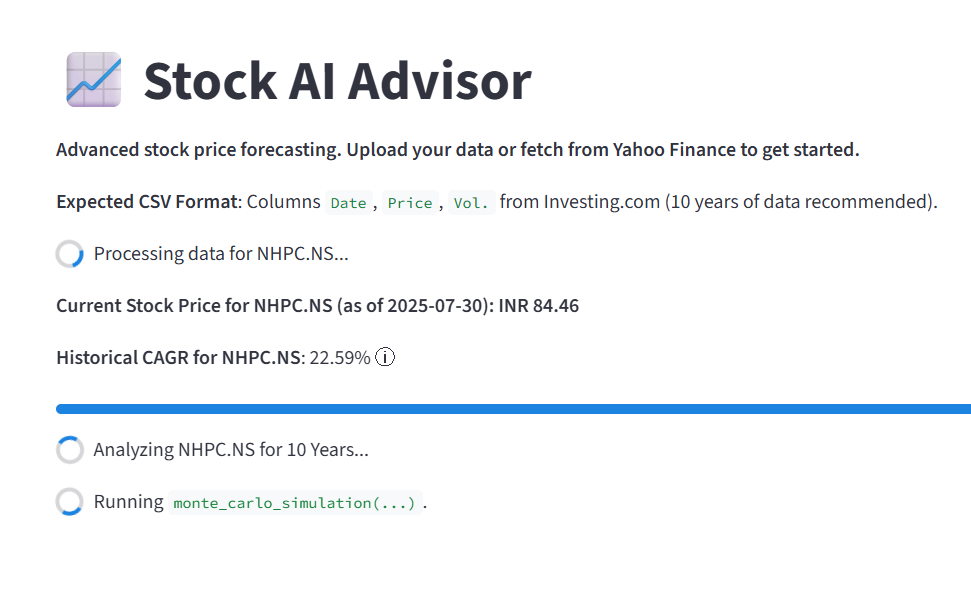 Stock AI Advisor
Advanced stock price forecasting. Upload your data or fetch from Yahoo Finance to get started.
Expected CSV Format: Columns Date, Price, Vol. from Investing.com (10 years of data recommended).
Processing data for NHPC.NS...
Current Stock Price for NHPC.NS (as of 2025-07-30): INR 84.46
Historical CAGR for NHPC.NS: 22.59% ⓘ
Analyzing NHPC.NS for 10 Years...
Running monte_carlo_simulation(...).